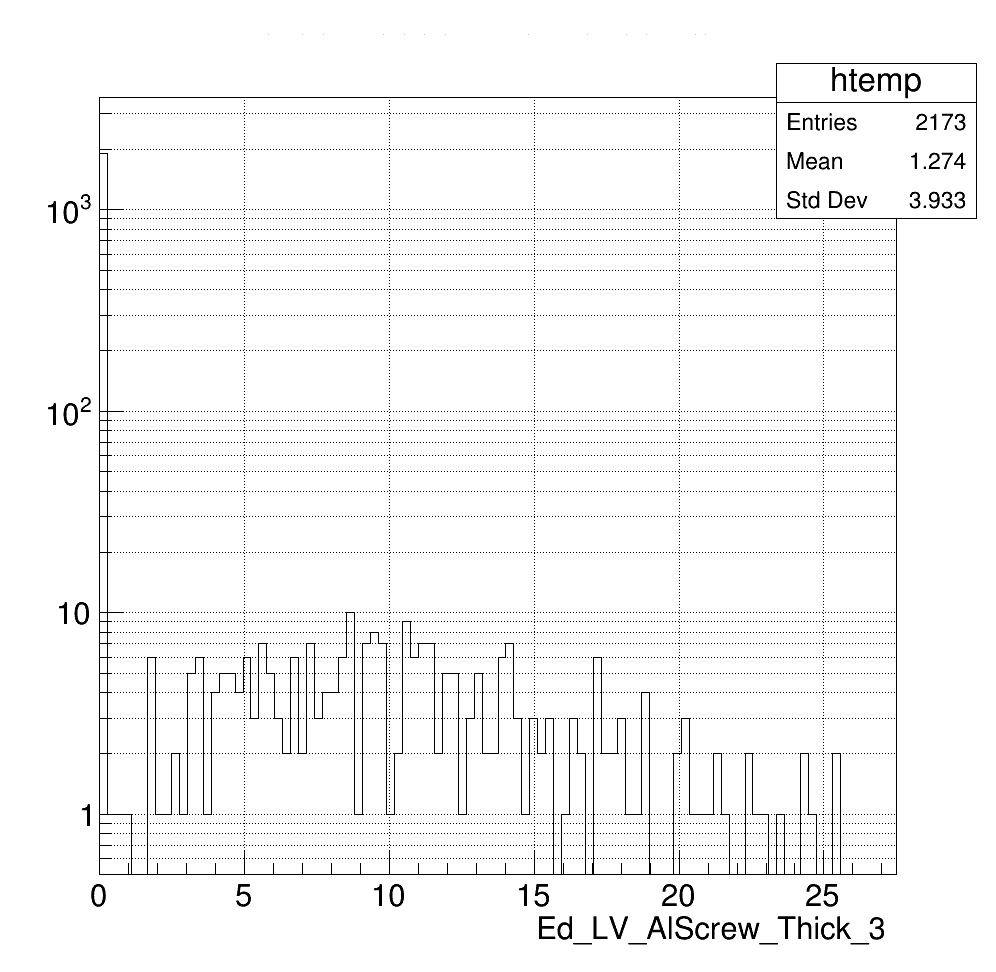 htemp
Entries 2173
Mean 1.274
Std Dev 3.933
10³
10²
10
1
0 5 10 15 20 25
Ed_LV_AlScrew_Thick_3